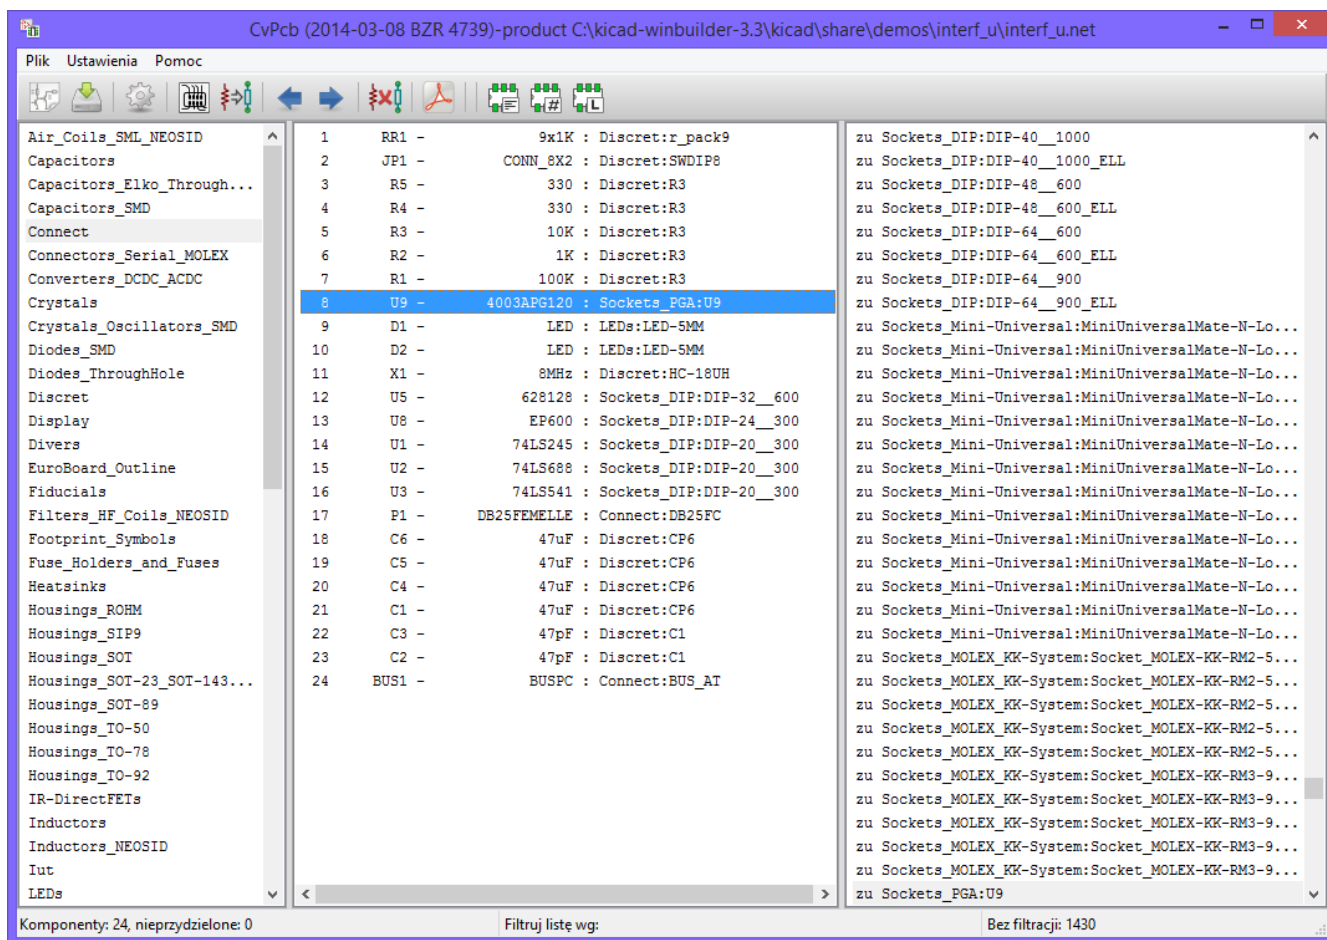 CvPcb (2014-03-08 BZR 4739)-product C:\kicad-winbuilder-3.3\kicad\share\demos\interf_u\interf_u.net
Plik Ustawienia Pomoc
Air_Coils_SML_NEOSID
Capacitors
Capacitors_Elko_Through...
Capacitors_SMD
Connect
Connectors_Serial_MOLEX
Converters_DCDC_ACDC
Crystals
Crystals_Oscillators_SMD
Diodes_SMD
Diodes_ThroughHole
Discret
Display
Divers
EuroBoard_Outline
Fiducials
Filters_HF_Coils_NEOSID
Footprint_Symbols
Fuse_Holders_and_Fuses
Heatsinks
Housings_ROHM
Housings_SIP9
Housings_SOT
Housings_SOT-23_SOT-143...
Housings_SOT-89
Housings_TO-50
Housings_TO-78
Housings_TO-92
IR-DirectFETs
Inductors
Inductors_NEOSID
Iut
LEDs
1 RR1 - 9x1K : Discret:r_pack9
2 JP1 - CONN_8X2 : Discret:SWDIP8
3 R5 - 330 : Discret:R3
4 R4 - 330 : Discret:R3
5 R3 - 10K : Discret:R3
6 R2 - 1K : Discret:R3
7 R1 - 100K : Discret:R3
8 U9 - 4003APG120 : Sockets_PGA:U9
9 D1 - LED : LEDs:LED-5MM
10 D2 - LED : LEDs:LED-5MM
11 X1 - 8MHz : Discret:HC-18UH
12 U5 - 628128 : Sockets_DIP:DIP-32__600
13 U8 - EP600 : Sockets_DIP:DIP-24__300
14 U1 - 74LS245 : Sockets_DIP:DIP-20__300
15 U2 - 74LS688 : Sockets_DIP:DIP-20__300
16 U3 - 74LS541 : Sockets_DIP:DIP-20__300
17 P1 - DB25FEMELLE : Connect:DB25FC
18 C6 - 47uF : Discret:CP6
19 C5 - 47uF : Discret:CP6
20 C4 - 47uF : Discret:CP6
21 C1 - 47uF : Discret:CP6
22 C3 - 47pF : Discret:C1
23 C2 - 47pF : Discret:C1
24 BUS1 - BUSPC : Connect:BUS_AT
zu Sockets_DIP:DIP-40__1000
zu Sockets_DIP:DIP-40__1000_ELL
zu Sockets_DIP:DIP-48__600
zu Sockets_DIP:DIP-48__600_ELL
zu Sockets_DIP:DIP-64__600
zu Sockets_DIP:DIP-64__600_ELL
zu Sockets_DIP:DIP-64__900
zu Sockets_DIP:DIP-64__900_ELL
zu Sockets_Mini-Universal:MiniUniversalMate-N-Lo...
zu Sockets_Mini-Universal:MiniUniversalMate-N-Lo...
zu Sockets_Mini-Universal:MiniUniversalMate-N-Lo...
zu Sockets_Mini-Universal:MiniUniversalMate-N-Lo...
zu Sockets_Mini-Universal:MiniUniversalMate-N-Lo...
zu Sockets_Mini-Universal:MiniUniversalMate-N-Lo...
zu Sockets_Mini-Universal:MiniUniversalMate-N-Lo...
zu Sockets_Mini-Universal:MiniUniversalMate-N-Lo...
zu Sockets_Mini-Universal:MiniUniversalMate-N-Lo...
zu Sockets_Mini-Universal:MiniUniversalMate-N-Lo...
zu Sockets_Mini-Universal:MiniUniversalMate-N-Lo...
zu Sockets_Mini-Universal:MiniUniversalMate-N-Lo...
zu Sockets_Mini-Universal:MiniUniversalMate-N-Lo...
zu Sockets_Mini-Universal:MiniUniversalMate-N-Lo...
zu Sockets_MOLEX_KK-System:Socket_MOLEX-KK-RM2-5...
zu Sockets_MOLEX_KK-System:Socket_MOLEX-KK-RM2-5...
zu Sockets_MOLEX_KK-System:Socket_MOLEX-KK-RM2-5...
zu Sockets_MOLEX_KK-System:Socket_MOLEX-KK-RM2-5...
zu Sockets_MOLEX_KK-System:Socket_MOLEX-KK-RM2-5...
zu Sockets_MOLEX_KK-System:Socket_MOLEX-KK-RM3-9...
zu Sockets_MOLEX_KK-System:Socket_MOLEX-KK-RM3-9...
zu Sockets_MOLEX_KK-System:Socket_MOLEX-KK-RM3-9...
zu Sockets_MOLEX_KK-System:Socket_MOLEX-KK-RM3-9...
zu Sockets_MOLEX_KK-System:Socket_MOLEX-KK-RM3-9...
zu Sockets_PGA:U9
Komponenty: 24, nieprzydzielone: 0
Filtruj listę wg:
Bez filtracji: 1430